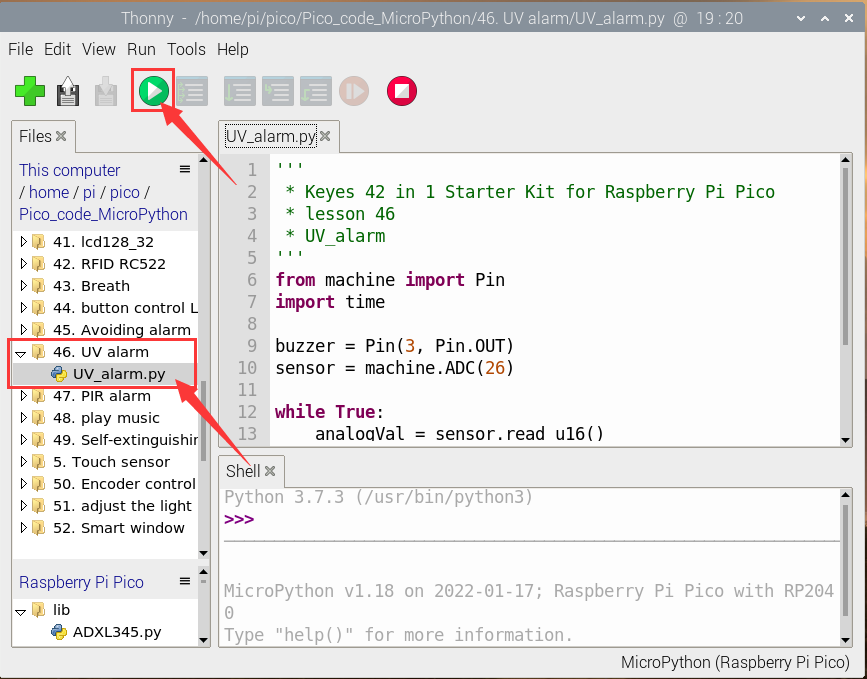 Thonny - /home/pi/pico/Pico_code_MicroPython/46. UV alarm/UV_alarm.py @ 19 : 20
File Edit View Run Tools Help
Files
This computer
/ home / pi / pico /
Pico_code_MicroPython
41. lcd128_32
42. RFID RC522
43. Breath
44. button control L
45. Avoiding alarm
46. UV alarm
UV_alarm.py
47. PIR alarm
48. play music
49. Self-extinguishin
5. Touch sensor
50. Encoder control
51. adjust the light
52. Smart window
Raspberry Pi Pico
lib
ADXL345.py
UV_alarm.py
1 '''
2 * Keyes 42 in 1 Starter Kit for Raspberry Pi Pico
3 * lesson 46
4 * UV_alarm
5 '''
6 from machine import Pin
7 import time
8
9 buzzer = Pin(3, Pin.OUT)
10 sensor = machine.ADC(26)
11
12 while True:
13 analogVal = sensor.read_u16()
Shell
Python 3.7.3 (/usr/bin/python3)
>>>
MicroPython v1.18 on 2022-01-17; Raspberry Pi Pico with RP204
0
Type "help()" for more information.
MicroPython (Raspberry Pi Pico)